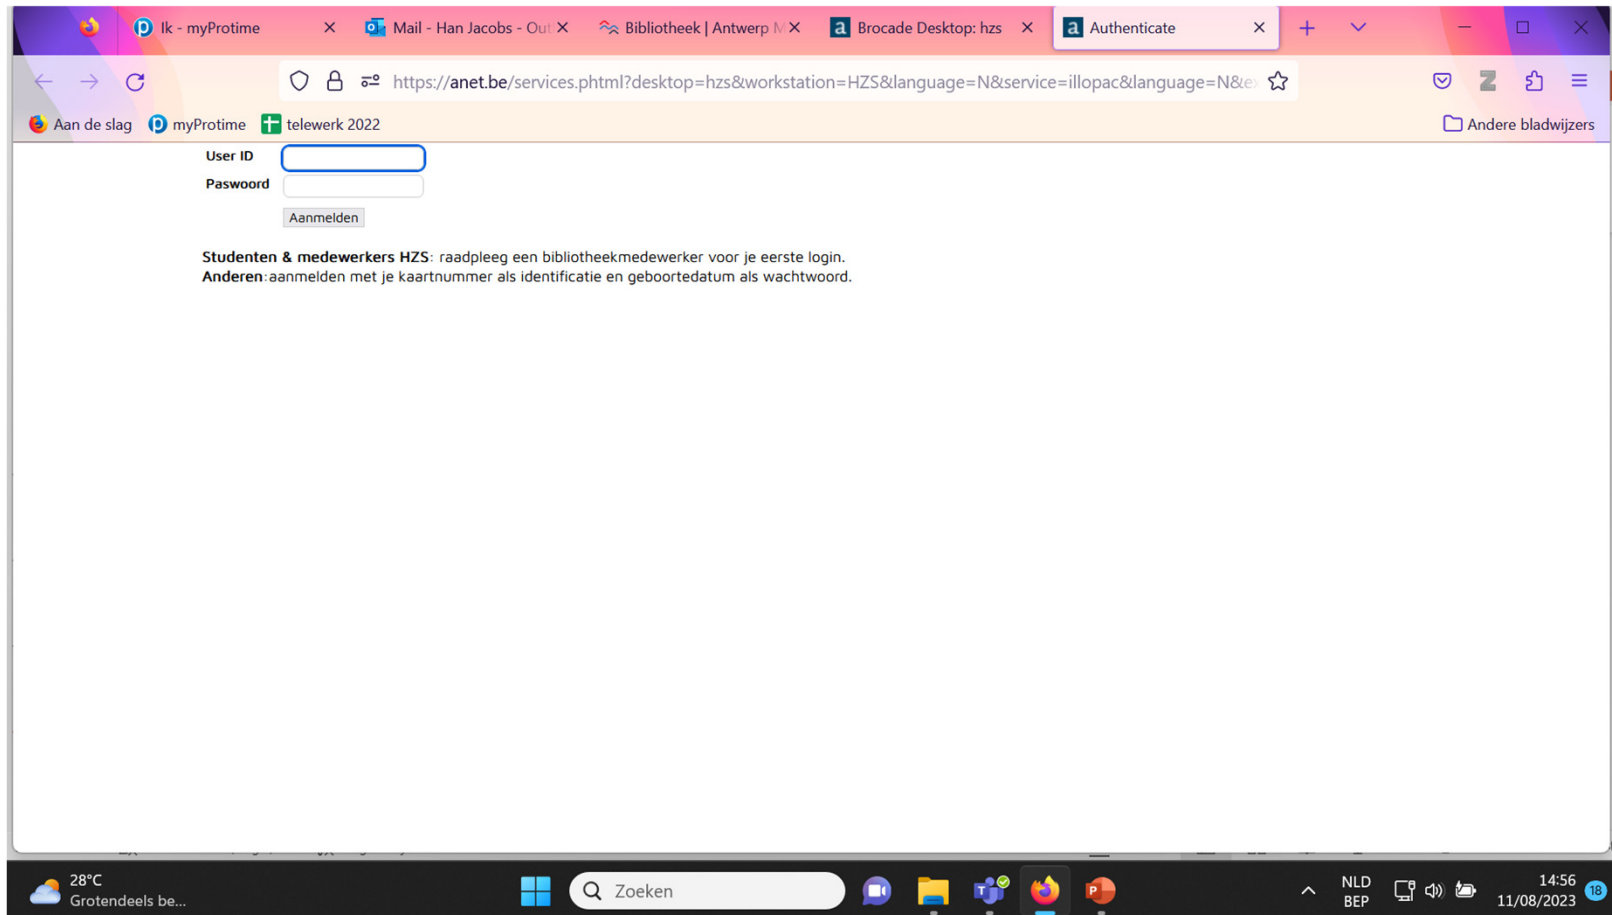 Ik - myProtime
Mail - Han Jacobs - Out
Bibliotheek | Antwerp M
Brocade Desktop: hzs
Authenticate
https://anet.be/services.phtml?desktop=hzs&workstation=HZS&language=N&service=illopac&language=N&e
Aan de slag
myProtime
telewerk 2022
Andere bladwijzers
User ID
Paswoord
Aanmelden
Studenten & medewerkers HZS: raadpleeg een bibliotheekmedewerker voor je eerste login.
Anderen:aanmelden met je kaartnummer als identificatie en geboortedatum als wachtwoord.
28°C
Grotendeels be...
Zoeken
NLD
BEP
14:56
11/08/2023
18